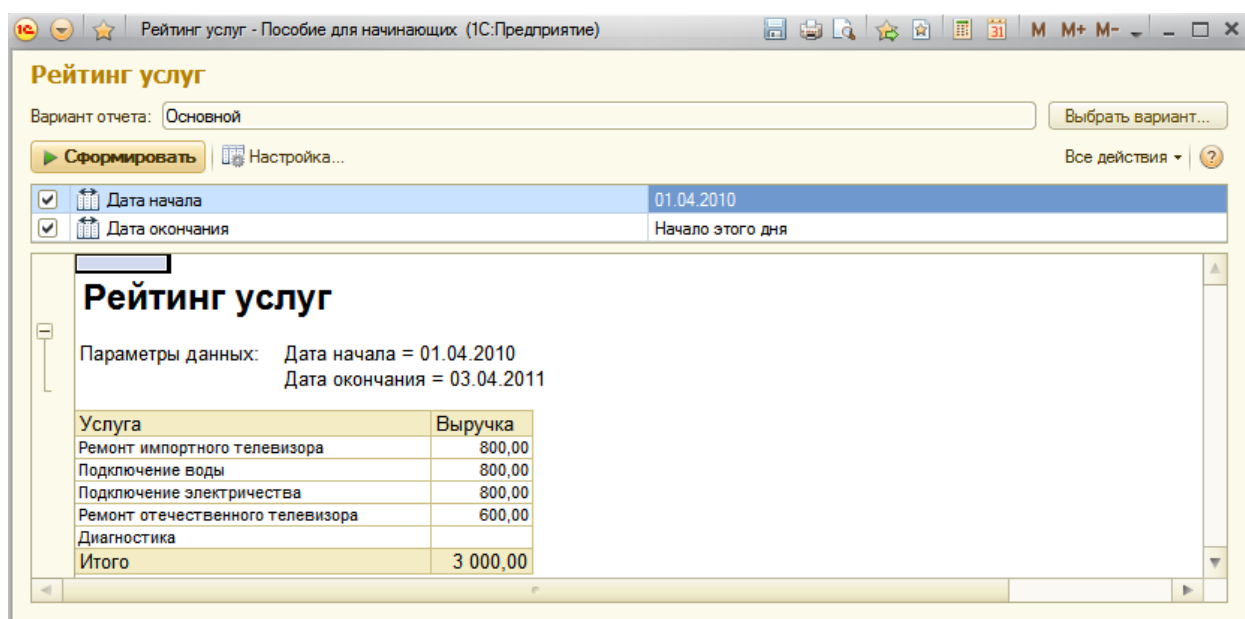 Рейтинг услуг - Пособие для начинающих (1С:Предприятие) 31 M M+ M-
Рейтинг услуг
Вариант отчета: Основной Выбрать вариант...
Сформировать Настройка... Все действия ?
Дата начала 01.04.2010
Дата окончания Начало этого дня
Рейтинг услуг
Параметры данных: Дата начала = 01.04.2010
Дата окончания = 03.04.2011
Услуга Выручка
Ремонт импортного телевизора 800,00
Подключение воды 800,00
Подключение электричества 800,00
Ремонт отечественного телевизора 600,00
Диагностика
Итого 3 000,00